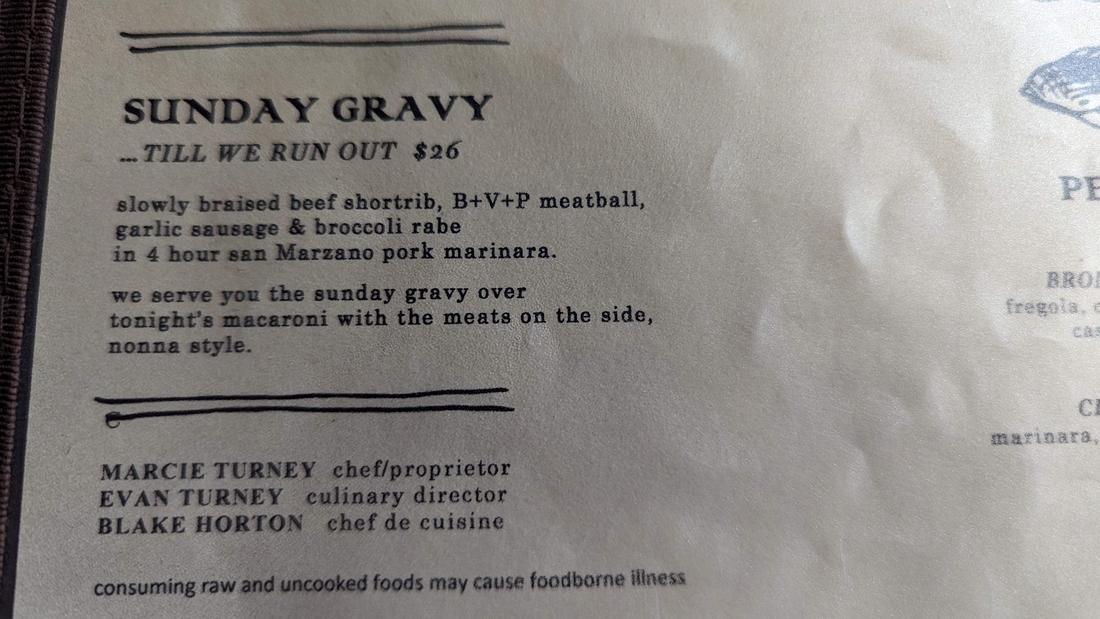 SUNDAY GRAVY
...TILL WE RUN OUT $26
slowly braised beef shortrib, B+V+P meatball,
garlic sausage & broccoli rabe
in 4 hour san Marzano pork marinara.
we serve you the sunday gravy over
tonight's macaroni with the meats on the side,
nonna style.
MARCIE TURNEY chef/proprietor
EVAN TURNEY culinary director
BLAKE HORTON chef de cuisine
consuming raw and uncooked foods may cause foodborne illness
fregola,
marinara,